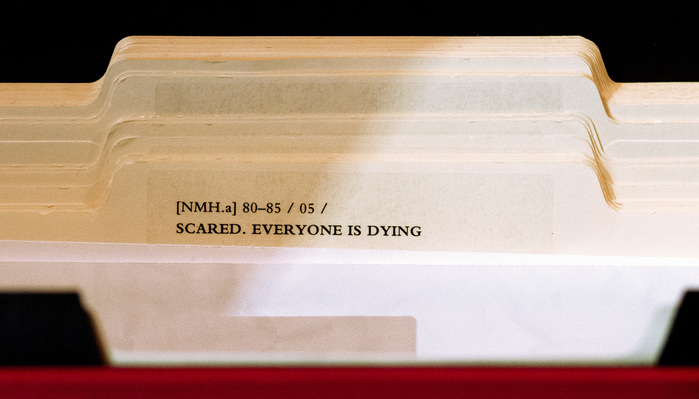 [NMH.a] 80–85 / 05 /
SCARED. EVERYONE IS DYING